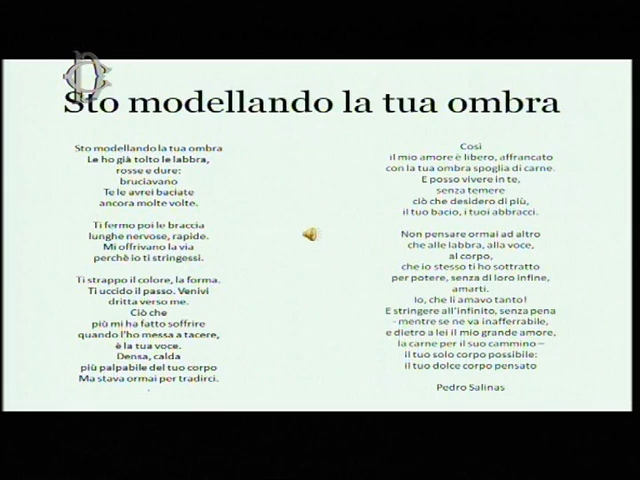 Sto modellando la tua ombra
Sto modellando la tua ombra
Le ho già tolto le labbra,
rosse e dure:
bruciavano
Te le avrei baciate
ancora molte volte.
Ti fermo poi le braccia
lunghe nervose, rapide.
Mi offrivano la via
perchè io ti stringessi.
Ti strappo il colore, la forma.
Ti uccido il passo. Venivi
dritta verso me.
Ciò che
più mi ha fatto soffrire
quando l'ho messa a tacere,
è la tua voce.
Densa, calda
più palpabile del tuo corpo
Ma stava ormai per tradirci.
.
Così
il mio amore è libero, affrancato
con la tua ombra spoglia di carne.
E posso vivere in te,
senza temere
ciò che desidero di più,
il tuo bacio, i tuoi abbracci.
Non pensare ormai ad altro
che alle labbra, alla voce,
al corpo,
che io stesso ti ho sottratto
per potere, senza di loro infine,
amarti.
Io, che li amavo tanto!
E stringere all'infinito, senza pena
- mentre se ne va inafferrabile,
e dietro a lei il mio grande amore,
la carne per il suo cammino –
il tuo solo corpo possibile:
il tuo dolce corpo pensato
Pedro Salinas